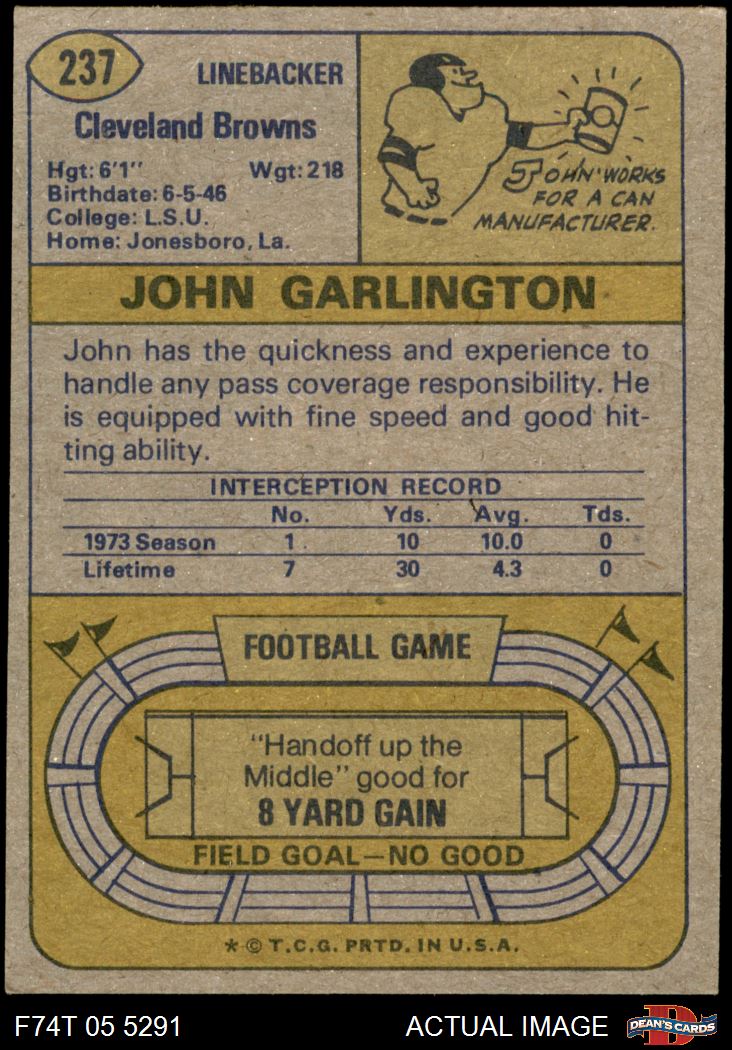 237
LINEBACKER
Cleveland Browns
Hgt: 6'1" Wgt: 218
Birthdate: 6-5-46
College: L.S.U.
Home: Jonesboro, La.
JOHN WORKS
FOR A CAN
MANUFACTURER.
JOHN GARLINGTON
John has the quickness and experience to
handle any pass coverage responsibility. He
is equipped with fine speed and good hit-
ting ability.
INTERCEPTION RECORD
No. Yds. Avg. Tds.
1973 Season 1 10 10.0 0
Lifetime 7 30 4.3 0
FOOTBALL GAME
"Handoff up the
Middle" good for
8 YARD GAIN
FIELD GOAL—NO GOOD
* © T.C.G. PRTD. IN U.S.A.
F74T 05 5291 ACTUAL IMAGE
D
DEAN'S CARDS